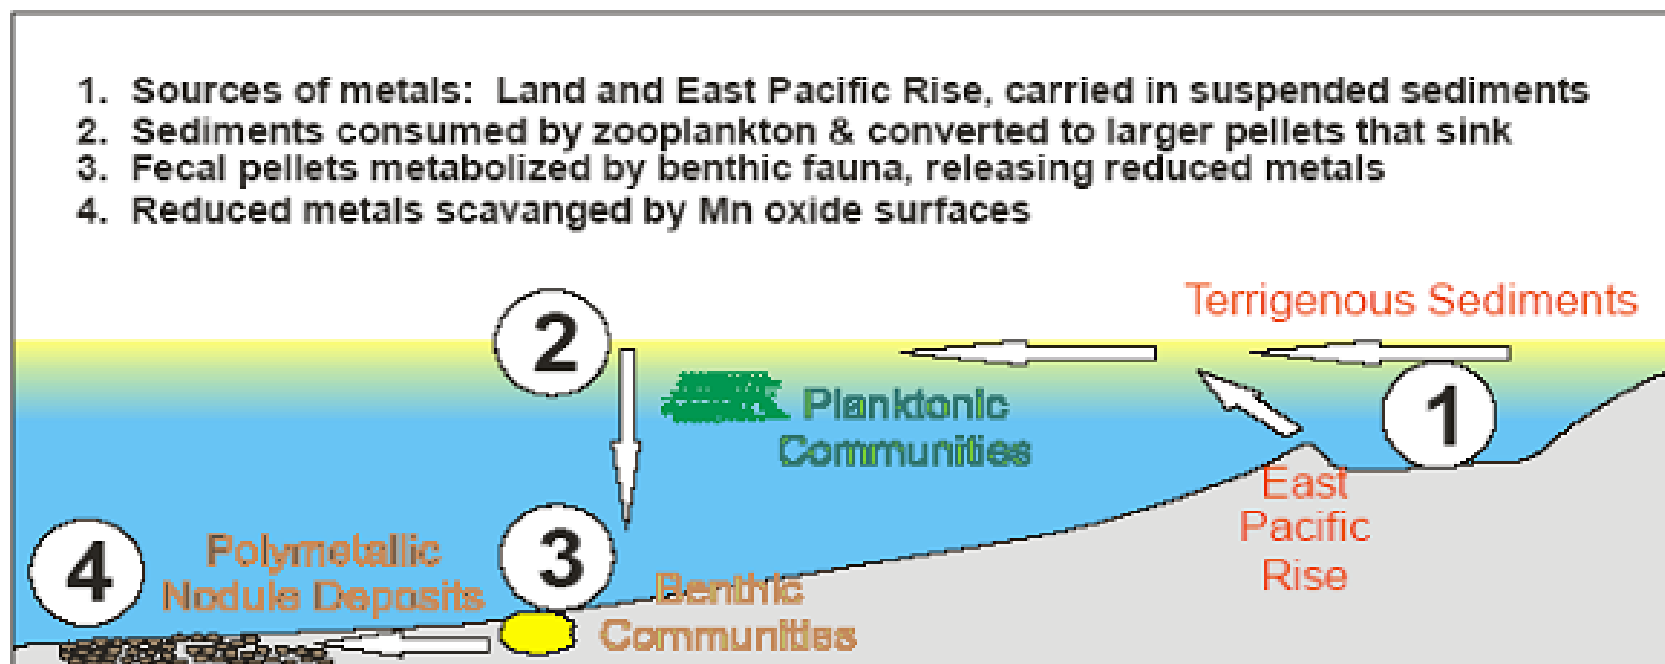 1. Sources of metals: Land and East Pacific Rise, carried in suspended sediments
2. Sediments consumed by zooplankton & converted to larger pellets that sink
3. Fecal pellets metabolized by benthic fauna, releasing reduced metals
4. Reduced metals scavanged by Mn oxide surfaces
Terrigenous Sediments
2
Planktonic
Communities
1
East
Pacific
Rise
4
Polymetallic
Nodule Deposits
3
Benthic
Communities